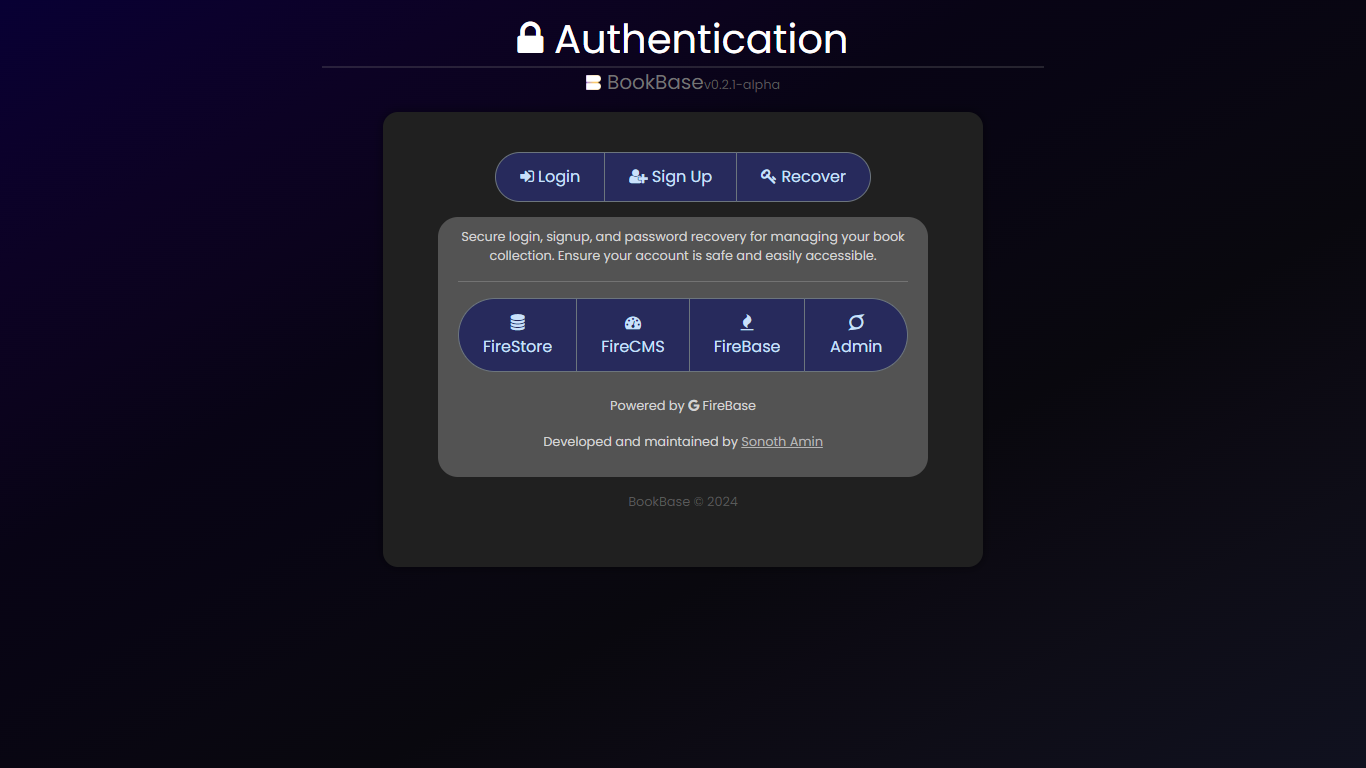 Authentication
BookBasev0.2.1-alpha
Login Sign Up Recover
Secure login, signup, and password recovery for managing your book
collection. Ensure your account is safe and easily accessible.
FireStore FireCMS FireBase Admin
Powered by G FireBase
Developed and maintained by Sonoth Amin
BookBase © 2024